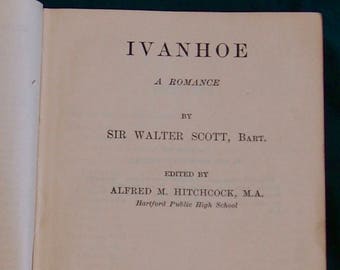 IVANHOE
A ROMANCE
BY
SIR WALTER SCOTT, BART.
EDITED BY
ALFRED M. HITCHCOCK, M.A.
Hartford Public High School